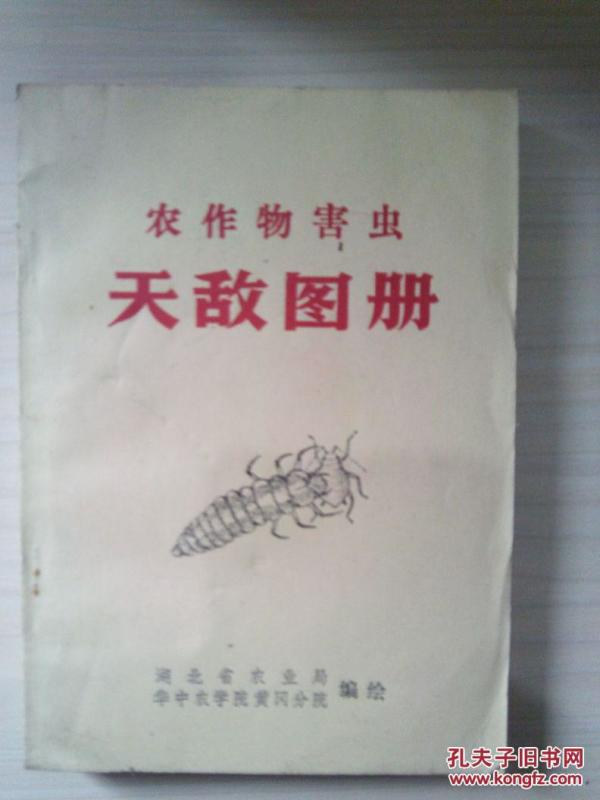 农作物害虫
天敌图册
湖北省农业局
华中农学院黄冈分院
编绘
孔夫子旧书网
www.kongfz.com